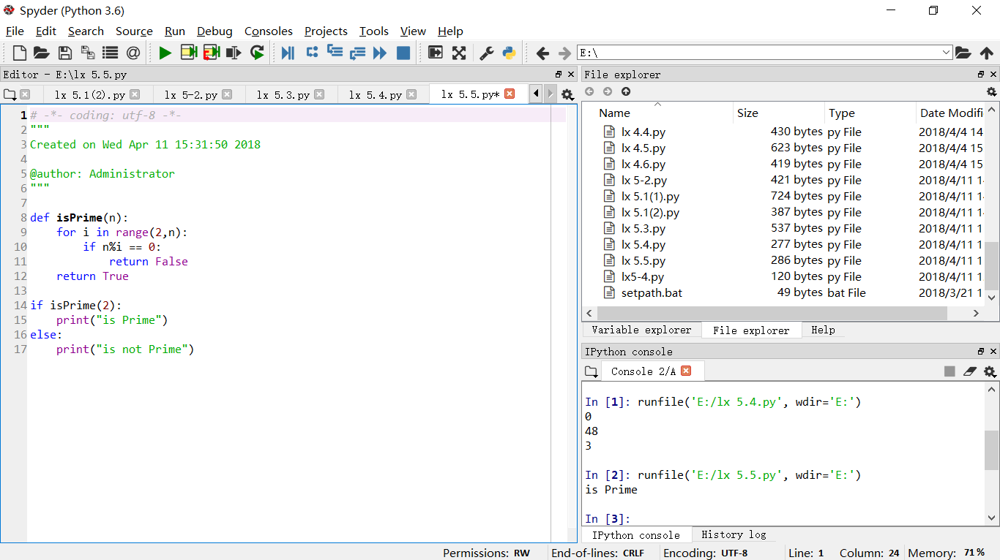 Spyder (Python 3.6)
File Edit Search Source Run Debug Consoles Projects Tools View Help
E:\
Editor - E:\lx 5.5.py
lx 5.1(2).py lx 5-2.py lx 5.3.py lx 5.4.py lx 5.5.py*
1 # -*- coding: utf-8 -*-
2 """
3 Created on Wed Apr 11 15:31:50 2018
4
5 @author: Administrator
6 """
7
8 def isPrime(n):
9     for i in range(2,n):
10         if n%i == 0:
11             return False
12     return True
13
14 if isPrime(2):
15     print("is Prime")
16 else:
17     print("is not Prime")
File explorer
Name Size Type Date Modifi
lx 4.4.py 430 bytes py File 2018/4/4 14
lx 4.5.py 623 bytes py File 2018/4/4 15
lx 4.6.py 419 bytes py File 2018/4/4 15
lx 5-2.py 421 bytes py File 2018/4/11 1
lx 5.1(1).py 724 bytes py File 2018/4/11 1
lx 5.1(2).py 387 bytes py File 2018/4/11 1
lx 5.3.py 537 bytes py File 2018/4/11 1
lx 5.4.py 277 bytes py File 2018/4/11 1
lx 5.5.py 286 bytes py File 2018/4/11 1
lx5-4.py 120 bytes py File 2018/4/11 1
setpath.bat 49 bytes bat File 2018/3/21 1
Variable explorer File explorer Help
IPython console
Console 2/A
In [1]: runfile('E:/lx 5.4.py', wdir='E:')
0
48
3
In [2]: runfile('E:/lx 5.5.py', wdir='E:')
is Prime
In [3]:
IPython console History log
Permissions: RW End-of-lines: CRLF Encoding: UTF-8 Line: 1 Column: 24 Memory: 71 %